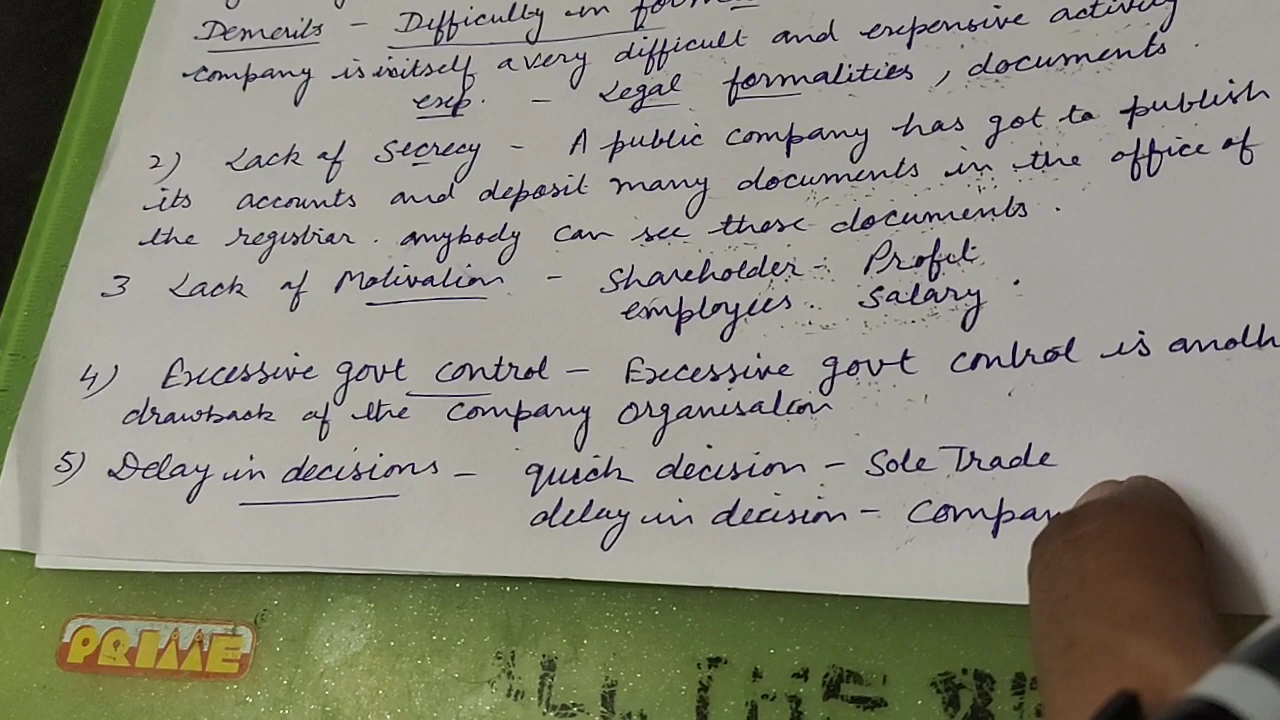 Demerits - Difficulty in
company is initself a very difficult and expensive activity
exp. - Legal formalities, documents.
2) Lack of Secrecy - A public company has got to publish
its accounts and deposit many documents in the office of
the registrar. anybody can see these documents.
3 Lack of Motivation - Shareholder - Profit
employees. Salary.
4) Excessive govt control - Excessive govt control is anoth
drawback of the company organisation
5) Delay in decisions - quick decision - Sole Trade
delay in decision - Compan
PRIME
ALL